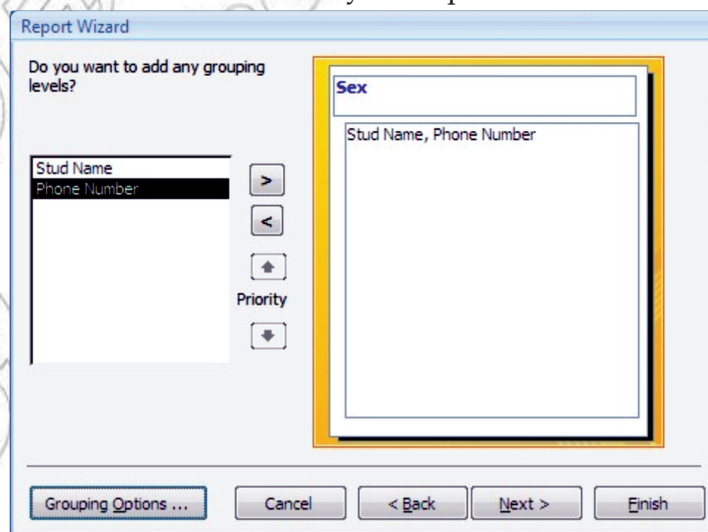 Report Wizard
Do you want to add any grouping
levels?
Stud Name
Phone Number
>
<
Priority
Sex
Stud Name, Phone Number
Grouping Options ...
Cancel
< Back
Next >
Finish